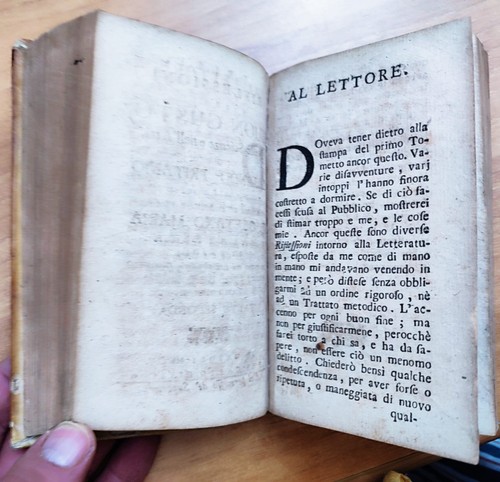 AL LETTORE.
DOveva tener dietro alla
stampa del primo To-
metto ancor questo. Va-
rie disavventure, varj
intoppi l'hanno finora
costretto a dormire. Se di ciò fa-
cessi scusa al Pubblico, mostrerei
di stimar troppo e me, e le cose
mie. Ancor queste sono diverse
Riflessioni intorno alla Letteratu-
ra, esposte da me come di mano
in mano mi andavano venendo in
mente; e però distese senza obbli-
garmi ad un ordine rigoroso, nè
ad un Trattato metodico. L'ac-
cenno per ogni buon fine; ma
non per giustificarmene, perocchè
farei torto a chi sa, e ha da sa-
pere, non essere ciò un menomo
delitto. Chiederò bensì qualche
condescendenza, per aver forse o
ripetuta, o maneggiata di nuovo
qual-